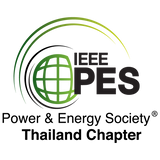 IEEE
PES
Power & Energy Society®
Thailand Chapter